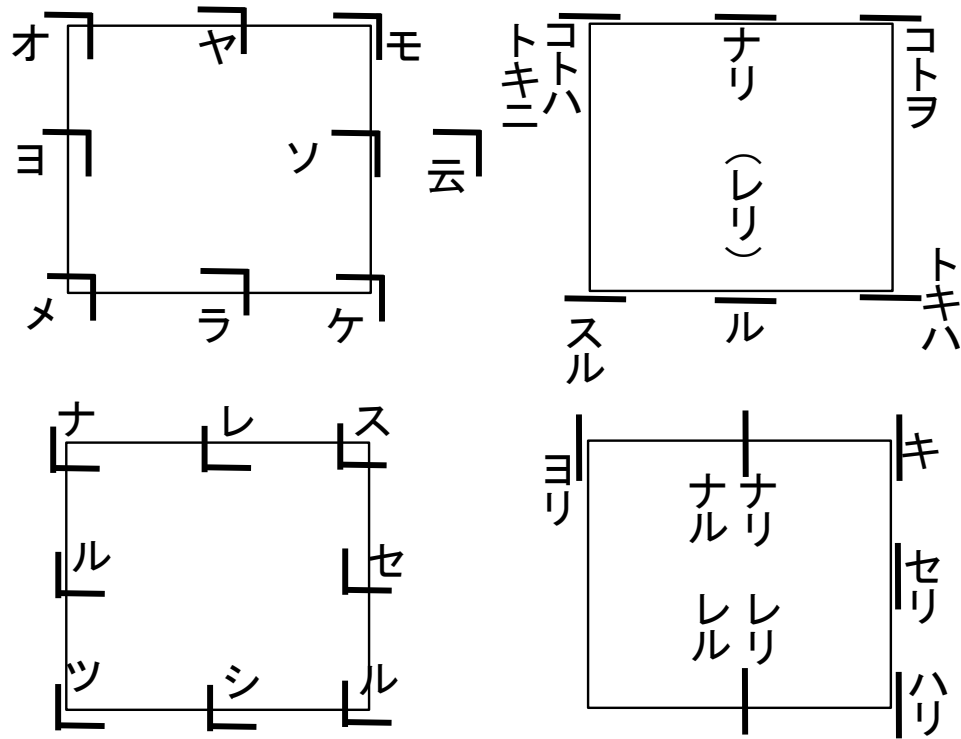 オ ヤ モ
ヨ ソ 云
メ ラ ケ
トキニ
コトハ
ナリ
コトヲ
（レリ）
スル
ル
トキハ
ナ レ ス
ル セ
ツ シ ル
ヨリ
ナリ
ナル
キ
レリ
レル
セリ
ハリ